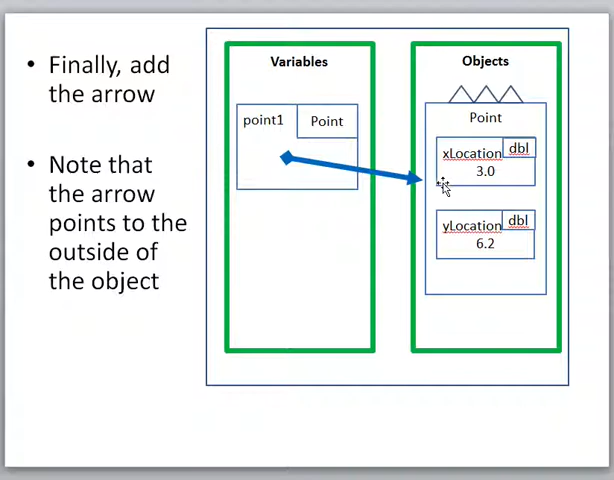 • Finally, add
the arrow
• Note that
the arrow
points to the
outside of
the object
Variables
point1
Point
Objects
Point
xLocation
dbl
3.0
yLocation
dbl
6.2